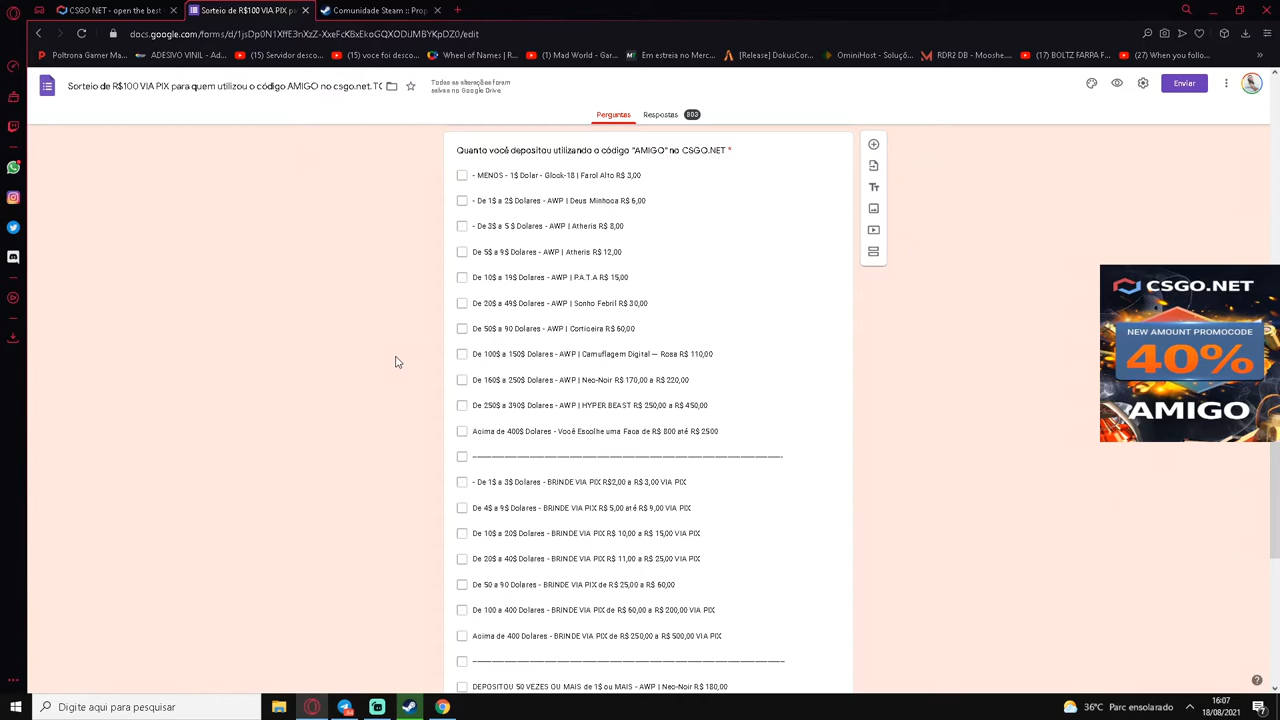 CSGO NET - open the best
Sorteio de R$100 VIA PIX pa
Comunidade Steam :: Prop
docs.google.com/forms/d/1jsDp0N1XffE3nXzZ-XxeFcKBxEkoGQXODiUMBYKpDZ0/edit
Poltrona Gamer Ma...
ADESIVO VINIL - Ad...
(15) Servidor disco...
(15) voce foi desco...
Wheel of Names | R...
(1) Mad World - Ga...
Em estreia no Merc...
[Release] DokusCor...
OminiHost - Soluçõ...
RDR2 DB - Mooshe...
(17) BOLTZ FARPA F...
(27) When you follo...
Sorteio de R$100 VIA PIX para quem utilizou o código AMIGO no csgo.net. TC
Todas as alterações foram
salvas no Google Drive.
Enviar
Perguntas
Respostas
803
Quanto você depositou utilizando o código "AMIGO" no CSGO.NET *
- MENOS - 1$ Dolar - Glock-18 | Farol Alto R$ 3,00
- De 1$ a 2$ Dolares - AWP | Deus Minhoca R$ 6,00
- De 3$ a 5 $ Dolares - AWP | Atheris R$ 8,00
De 5$ a 9$ Dolares - AWP | Atheris R$ 12,00
De 10$ a 19$ Dolares - AWP | P.A.T.A R$ 15,00
De 20$ a 49$ Dolares - AWP | Sonho Febril R$ 30,00
De 50$ a 90 Dolares - AWP | Corticeira R$ 60,00
De 100$ a 150$ Dolares - AWP | Camuflagem Digital — Rosa R$ 110,00
De 160$ a 250$ Dolares - AWP | Neo-Noir R$ 170,00 a R$ 220,00
De 250$ a 390$ Dolares - AWP | HYPER BEAST R$ 250,00 a R$ 450,00
Acima de 400$ Dolares - Você Escolhe uma Faca de R$ 800 até R$ 2500
- De 1$ a 3$ Dolares - BRINDE VIA PIX R$2,00 a R$ 3,00 VIA PIX
De 4$ a 9$ Dolares - BRINDE VIA PIX R$ 5,00 até R$ 9,00 VIA PIX
De 10$ a 20$ Dolares - BRINDE VIA PIX R$ 10,00 a R$ 15,00 VIA PIX
De 20$ a 40$ Dolares - BRINDE VIA PIX R$ 11,00 a R$ 25,00 VIA PIX
De 50 a 90 Dolares - BRINDE VIA PIX de R$ 25,00 a R$ 60,00
De 100 a 400 Dolares - BRINDE VIA PIX de R$ 60,00 a R$ 200,00 VIA PIX
Acima de 400 Dolares - BRINDE VIA PIX de R$ 250,00 a R$ 500,00 VIA PIX
DEPOSITOU 50 VEZES OU MAIS de 1$ ou MAIS - AWP | Neo-Noir R$ 180,00
CSGO.NET
NEW AMOUNT PROMOCODE
40%
AMIGO
Digite aqui para pesquisar
36°C Parc ensolarado
16:07
18/08/2021